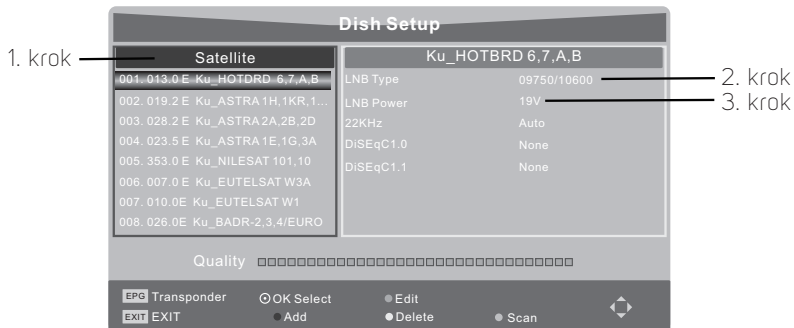 Dish Setup
1. krok
Satellite
001. 013.0 E Ku_HOTDRD 6,7,A,B
002. 019.2 E Ku_ASTRA 1H,1KR,1...
003. 028.2 E Ku_ASTRA 2A,2B,2D
004. 023.5 E Ku_ASTRA 1E,1G,3A
005. 353.0 E Ku_NILESAT 101,10
006. 007.0 E Ku_EUTELSAT W3A
007. 010.0E Ku_EUTELSAT W1
008. 026.0E Ku_BADR-2,3,4/EURO
Ku_HOTBRD 6,7,A,B
LNB Type 09750/10600
2. krok
LNB Power 19V
3. krok
22KHz Auto
DiSEqC1.0 None
DiSEqC1.1 None
Quality
EPG Transponder OK Select Edit
EXIT EXIT Add Delete Scan